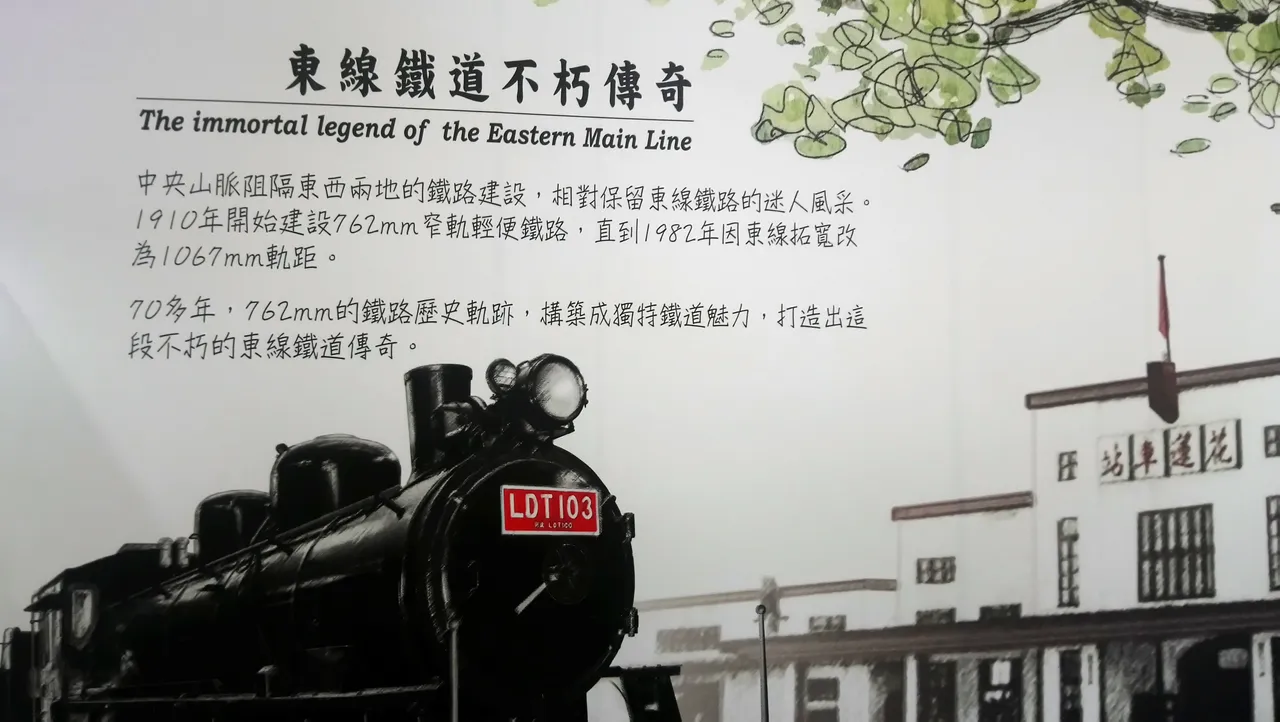 東線鐵道不朽傳奇
The immortal legend of the Eastern Main Line
中央山脈阻隔東西兩地的鐵路建設，相對保留東線鐵路的迷人風采。
1910年開始建設762mm窄軌輕便鐵路，直到1982年因東線拓寬改
為1067mm軌距。
70多年，762mm的鐵路歷史軌跡，構築成獨特鐵道魅力，打造出這
段不朽的東線鐵道傳奇。
站車蓮花
LDT103